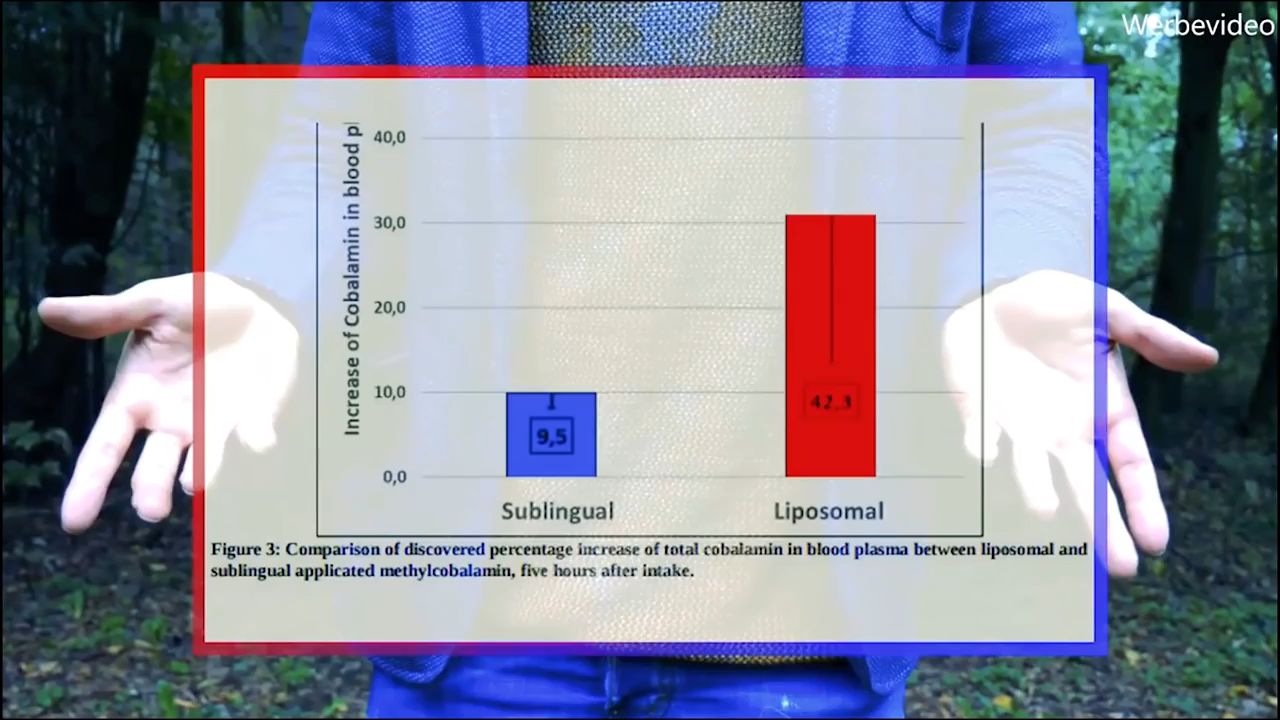 Werbevideo
Increase of Cobalamin in blood p
40,0
30,0
20,0
10,0
0,0
9,5
42,3
Sublingual
Liposomal
Figure 3: Comparison of discovered percentage increase of total cobalamin in blood plasma between liposomal and
sublingual applicated methylcobalamin, five hours after intake.